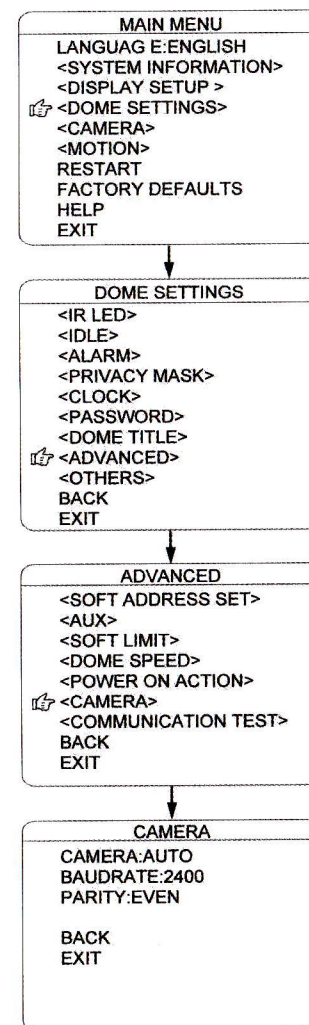 MAIN MENU
LANGUAG E:ENGLISH
<SYSTEM INFORMATION>
<DISPLAY SETUP >
<DOME SETTINGS>
<CAMERA>
<MOTION>
RESTART
FACTORY DEFAULTS
HELP
EXIT
DOME SETTINGS
<IR LED>
<IDLE>
<ALARM>
<PRIVACY MASK>
<CLOCK>
<PASSWORD>
<DOME TITLE>
<ADVANCED>
<OTHERS>
BACK
EXIT
ADVANCED
<SOFT ADDRESS SET>
<AUX>
<SOFT LIMIT>
<DOME SPEED>
<POWER ON ACTION>
<CAMERA>
<COMMUNICATION TEST>
BACK
EXIT
CAMERA
CAMERA:AUTO
BAUDRATE:2400
PARITY:EVEN
BACK
EXIT